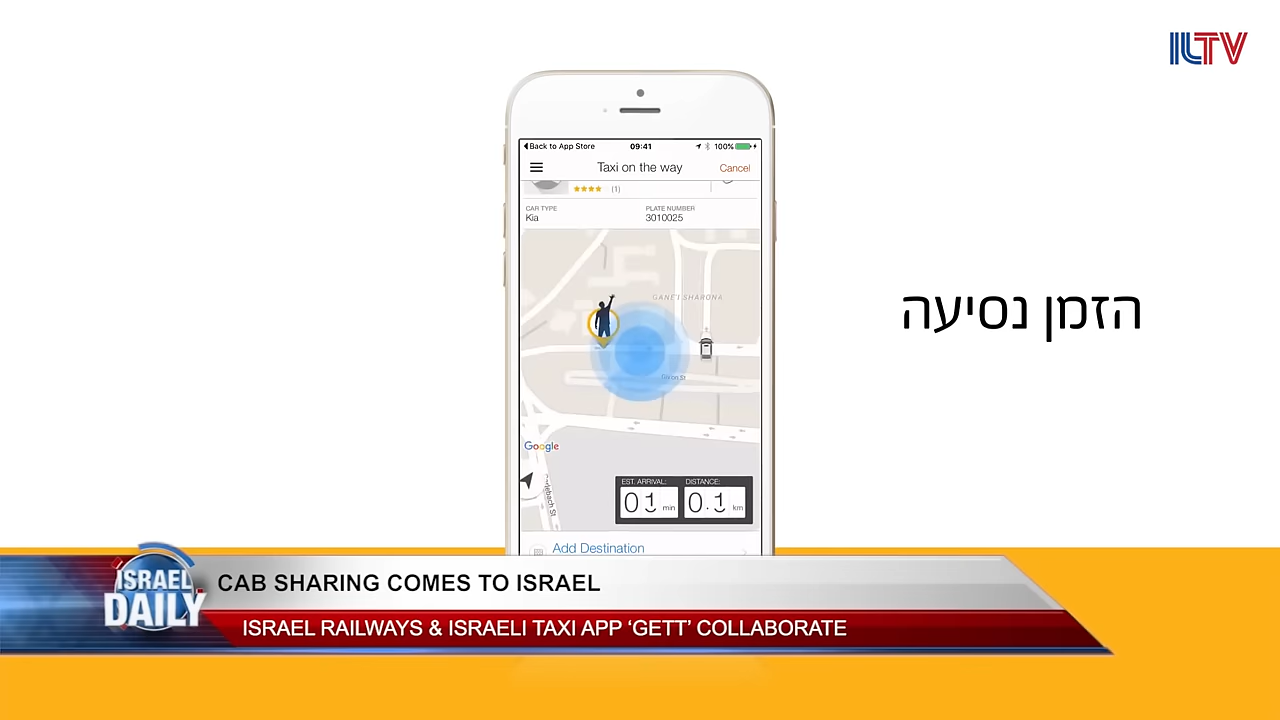 ILTV
Back to App Store 09:41 100%
Taxi on the way Cancel
(1)
CAR TYPE PLATE NUMBER
Kia 3010025
GANE'I SHARONA
הזמן נסיעה
Google
EST. ARRIVAL: DISTANCE:
01 min 0.1 km
Add Destination
ISRAEL DAILY
CAB SHARING COMES TO ISRAEL
ISRAEL RAILWAYS & ISRAELI TAXI APP ‘GETT’ COLLABORATE